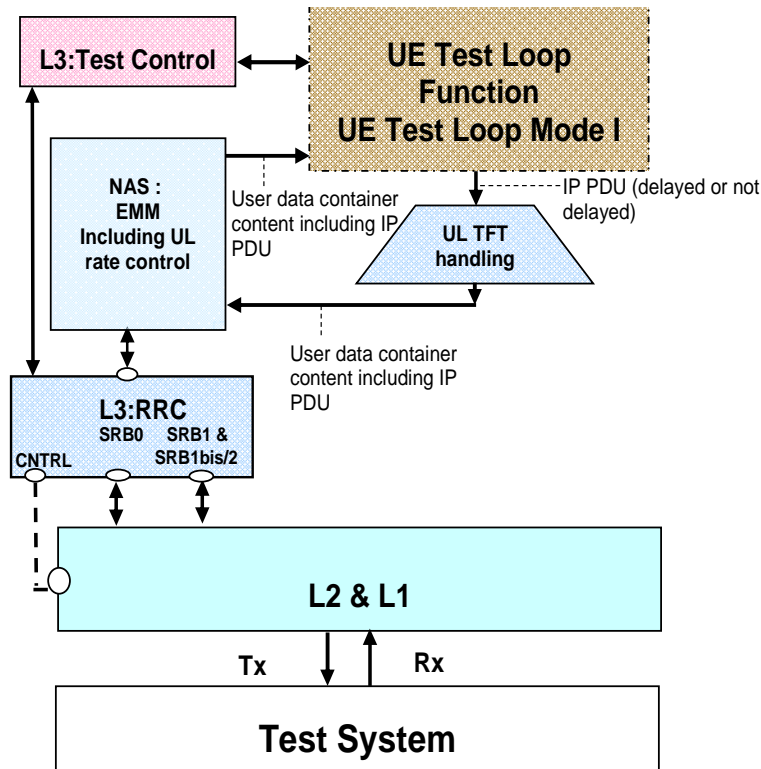 L3:Test Control
UE Test Loop
Function
UE Test Loop Mode I
NAS :
EMM
Including UL
rate control
User data container
content including IP
PDU
IP PDU (delayed or not
delayed)
UL TFT
handling
User data container
content including IP
PDU
L3:RRC
SRB0
SRB1 &
SRB1bis/2
CNTRL
L2 & L1
Tx
Rx
Test System